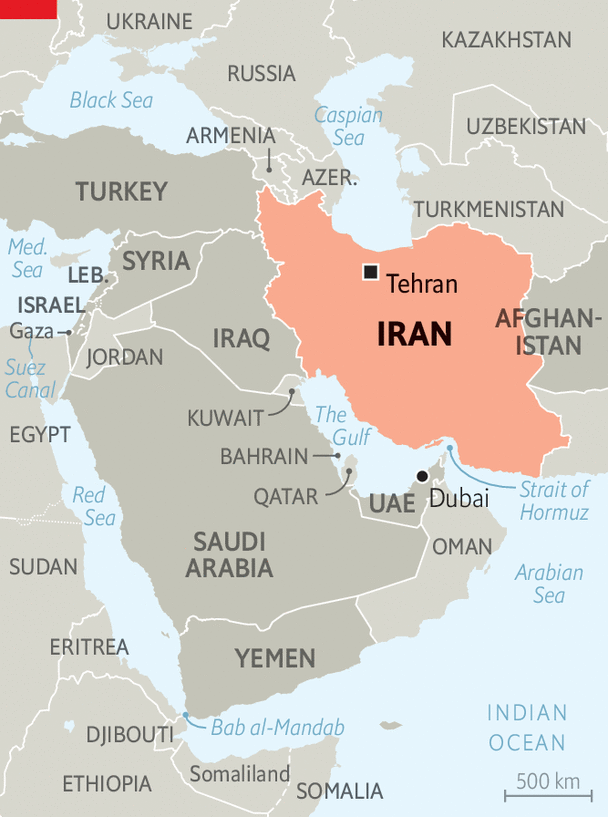 UKRAINE
KAZAKHSTAN
RUSSIA
Black Sea
Caspian
Sea
UZBEKISTAN
ARMENIA
AZER.
TURKEY
TURKMENISTAN
Med.
Sea
SYRIA
LEB.
Tehran
ISRAEL
Gaza
IRAQ
IRAN
AFGHAN-
ISTAN
JORDAN
Suez
Canal
KUWAIT
The
Gulf
EGYPT
BAHRAIN
QATAR
UAE
Dubai
Strait of
Hormuz
Red
Sea
SAUDI
ARABIA
OMAN
SUDAN
Arabian
Sea
ERITREA
YEMEN
INDIAN
OCEAN
Bab al-Mandab
DJIBOUTI
Somaliland
ETHIOPIA
SOMALIA
500 km